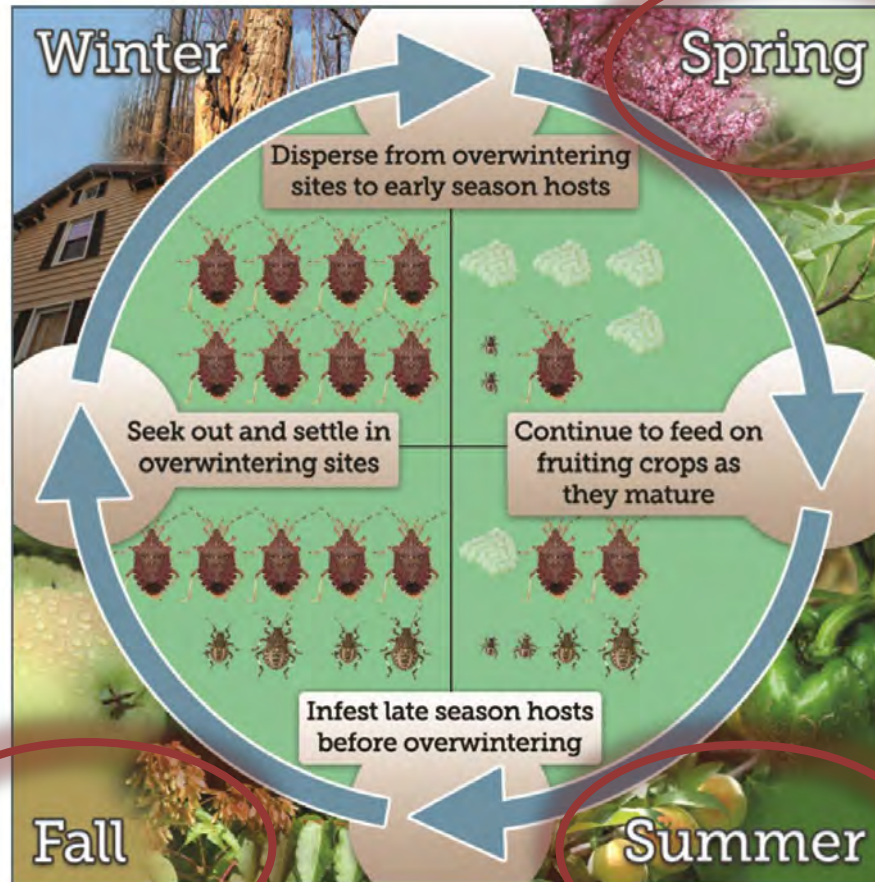 Winter
Spring
Disperse from overwintering
sites to early season hosts
Seek out and settle in
overwintering sites
Continue to feed on
fruiting crops as
they mature
Infest late season hosts
before overwintering
Fall
Summer